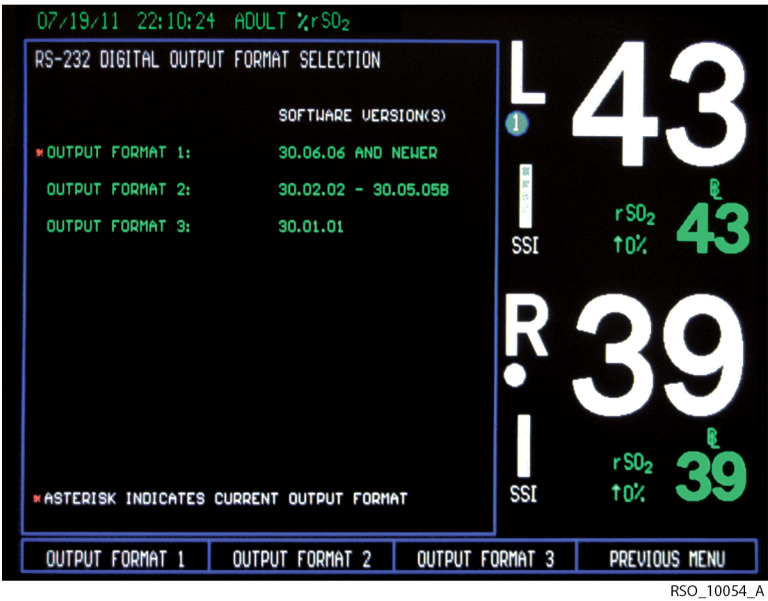 07/19/11 22:10:24 ADULT %rSO2
RS-232 DIGITAL OUTPUT FORMAT SELECTION
SOFTWARE VERSION(S)
*OUTPUT FORMAT 1: 30.06.06 AND NEWER
OUTPUT FORMAT 2: 30.02.02 - 30.05.05B
OUTPUT FORMAT 3: 30.01.01
*ASTERISK INDICATES CURRENT OUTPUT FORMAT
L 43
1
SSI
rSO2
↑0%
BL
43
R 39
SSI
rSO2
↑0%
BL
39
OUTPUT FORMAT 1 OUTPUT FORMAT 2 OUTPUT FORMAT 3 PREVIOUS MENU
RSO_10054_A